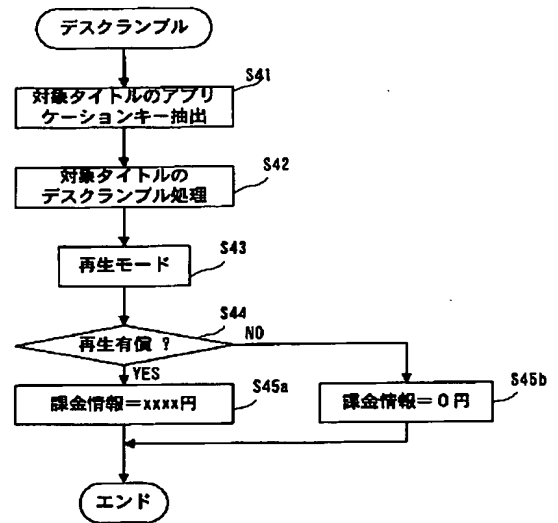 デスクランブル
S41
対象タイトルのアプリ
ケーションキー抽出
S42
対象タイトルの
デスクランブル処理
S43
再生モード
S44
再生有償？
NO
YES
S45a
課金情報＝xxxx円
S45b
課金情報＝０円
エンド